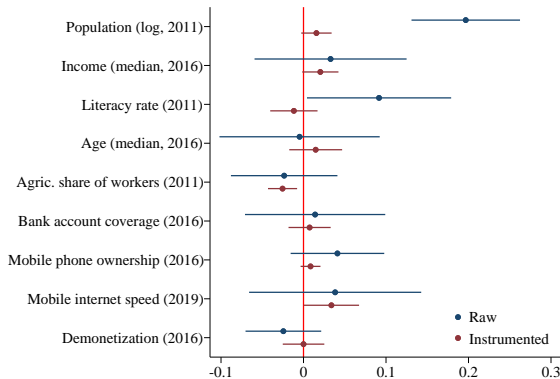 Population (log, 2011)
Income (median, 2016)
Literacy rate (2011)
Age (median, 2016)
Agric. share of workers (2011)
Bank account coverage (2016)
Mobile phone ownership (2016)
Mobile internet speed (2019)
Demonetization (2016)
Raw
Instrumented
-0.1 0 0.1 0.2 0.3